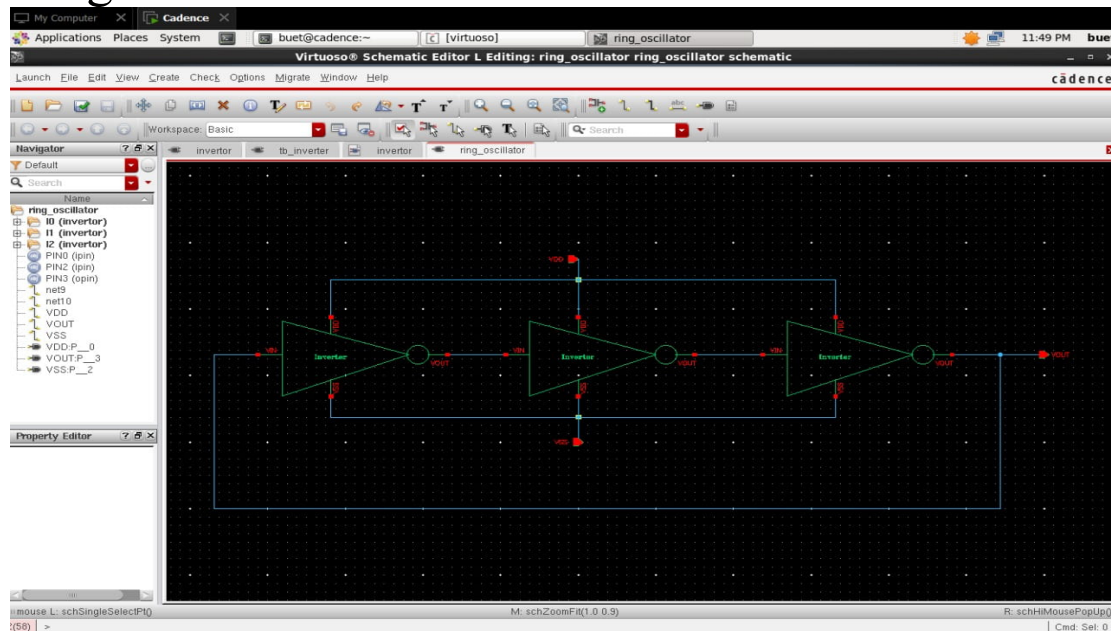 My Computer
Cadence
Applications Places System
buet@cadence:~
[virtuoso]
ring_oscillator
11:49 PM
Virtuoso® Schematic Editor L Editing: ring_oscillator ring_oscillator schematic
Launch File Edit View Create Check Options Migrate Window Help
cādence
Workspace: Basic
Search
Navigator
invertor
tb_inverter
invertor
ring_oscillator
Default
Search
Name
ring_oscillator
I0 (invertor)
I1 (invertor)
I2 (invertor)
PIN0 (ipin)
PIN2 (ipin)
PIN3 (opin)
net9
net10
VDD
VOUT
VSS
VDD:P__0
VOUT:P__3
VSS:P__2
Property Editor
VDD
VIN
Invertor
VOUT
VIN
Invertor
VOUT
VIN
Invertor
VOUT
VOUT
VSS
mouse L: schSingleSelectPt()
M: schZoomFit(1.0 0.9)
R: schHiMousePopUp()
(58) >
Cmd: Sel: 0